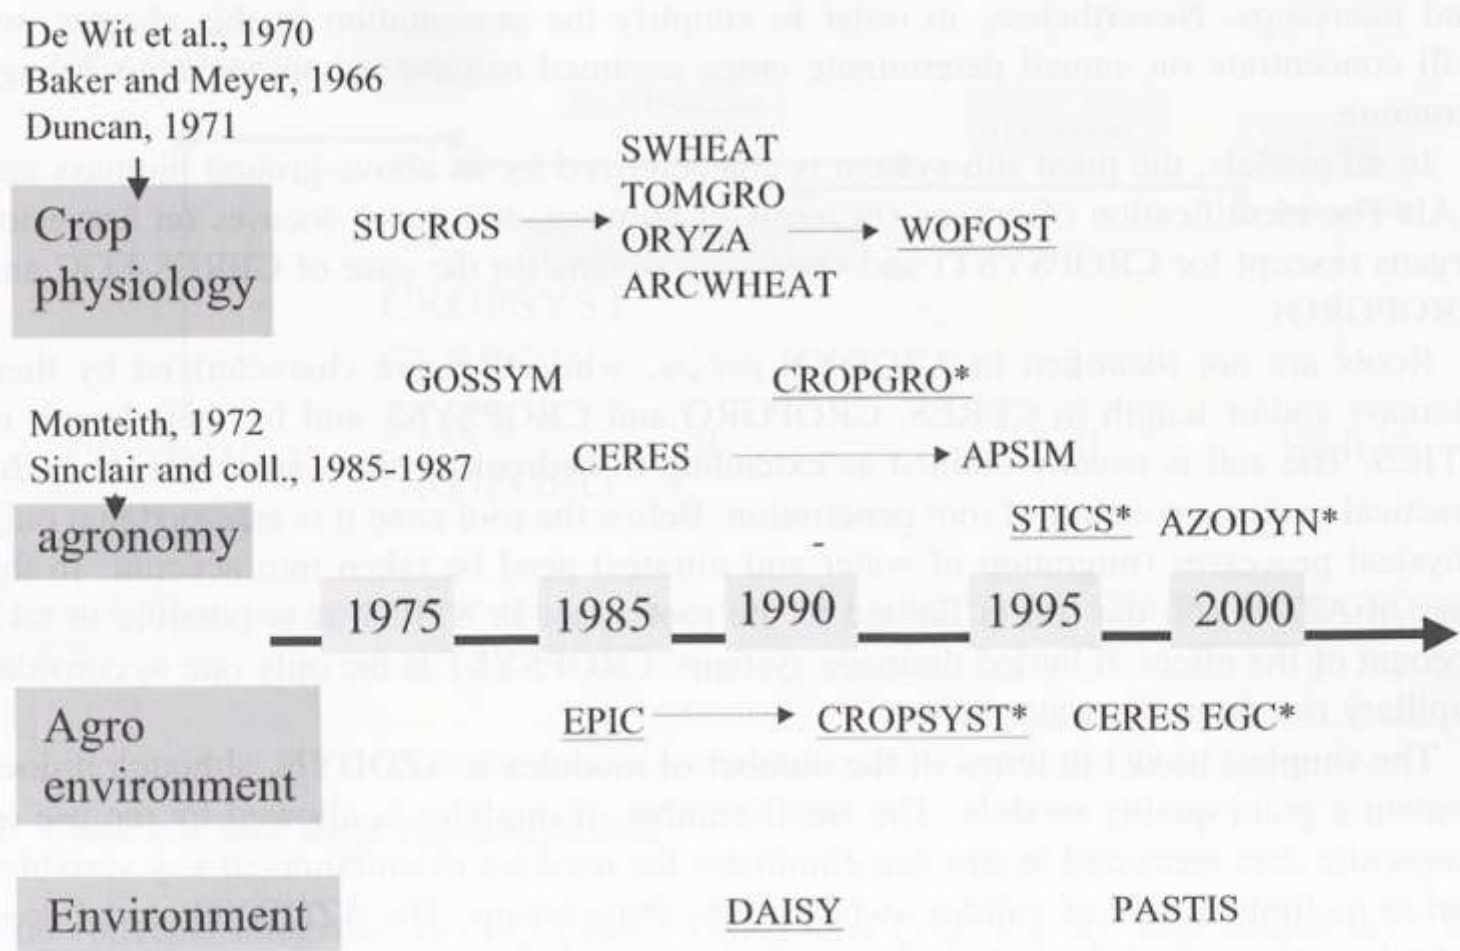 De Wit et al., 1970
Baker and Meyer, 1966
Duncan, 1971
Crop
physiology
SUCROS
SWHEAT
TOMGRO
ORYZA
ARCWHEAT
WOFOST
GOSSYM
CROPGRO*
Monteith, 1972
Sinclair and coll., 1985-1987
CERES
APSIM
agronomy
STICS*
AZODYN*
-
1975
1985
1990
1995
2000
Agro
environment
EPIC
CROPSYST*
CERES EGC*
Environment
DAISY
PASTIS